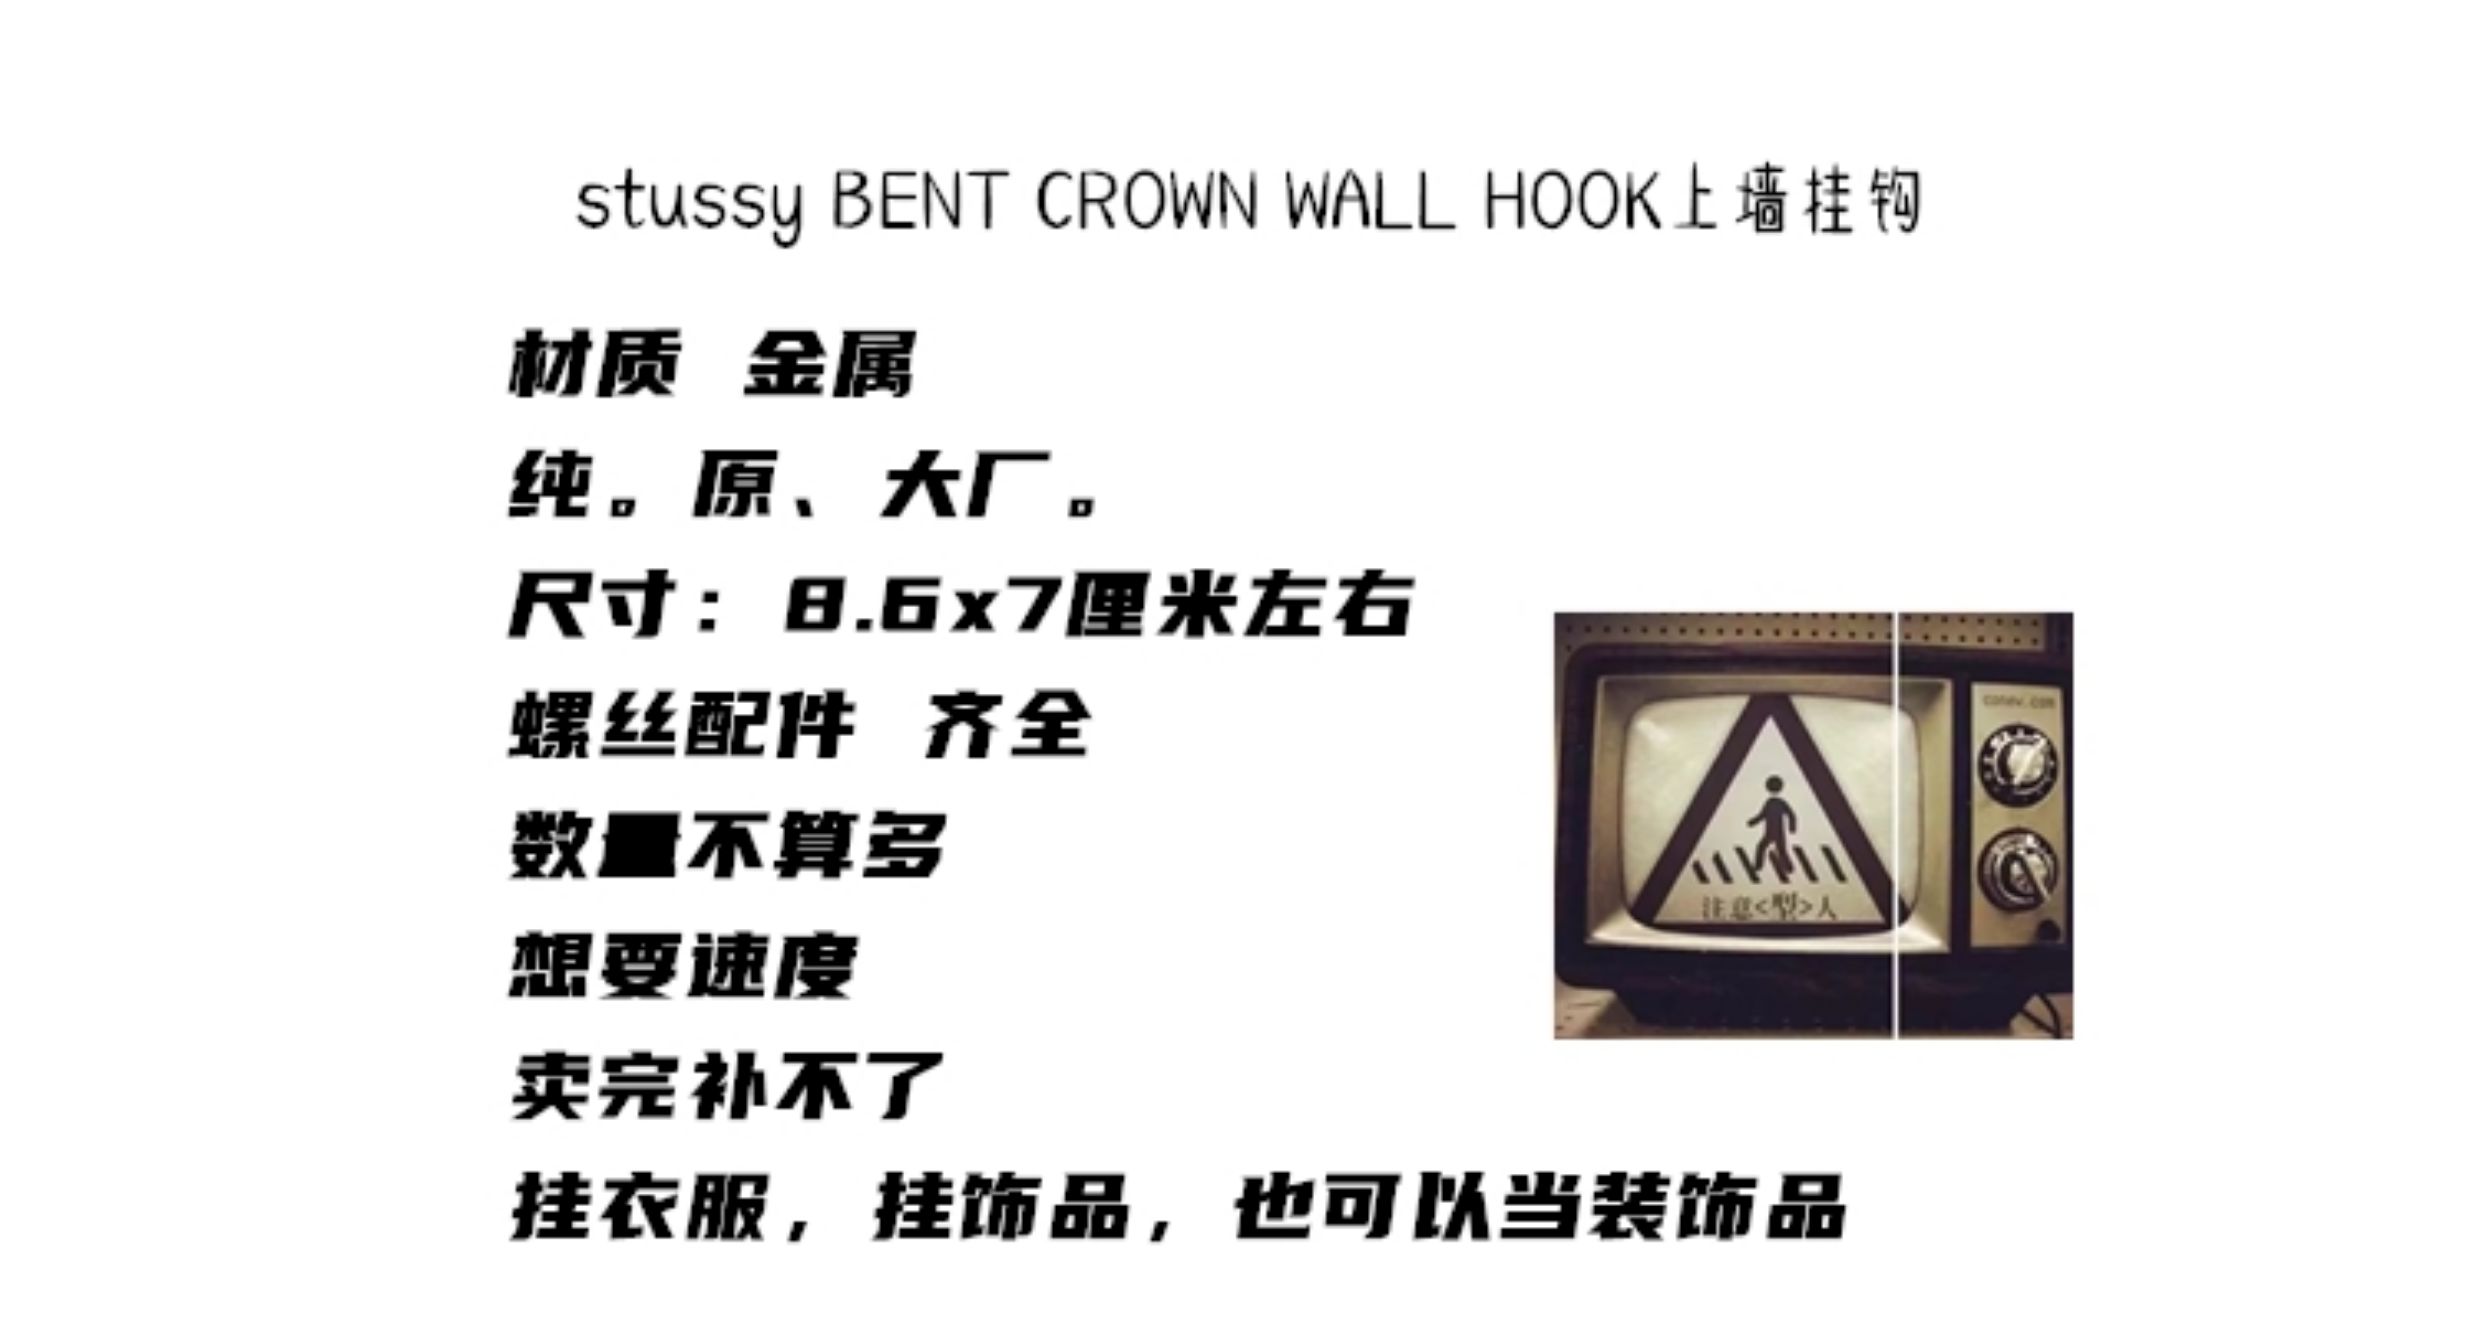 stussy BENT CROWN WALL HOOK上墙挂钩
材质 金属
纯。原、大厂。
尺寸：8.6x7厘米左右
螺丝配件 齐全
数量不算多
想要速度
卖完补不了
挂衣服，挂饰品，也可以当装饰品
注意<型>人